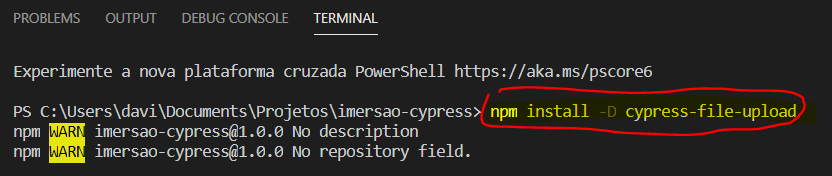 PROBLEMS OUTPUT DEBUG CONSOLE TERMINAL
Experimente a nova plataforma cruzada PowerShell https://aka.ms/pscore6
PS C:\Users\davi\Documents\Projetos\imersao-cypress> npm install -D cypress-file-upload
npm WARN imersao-cypress@1.0.0 No description
npm WARN imersao-cypress@1.0.0 No repository field.